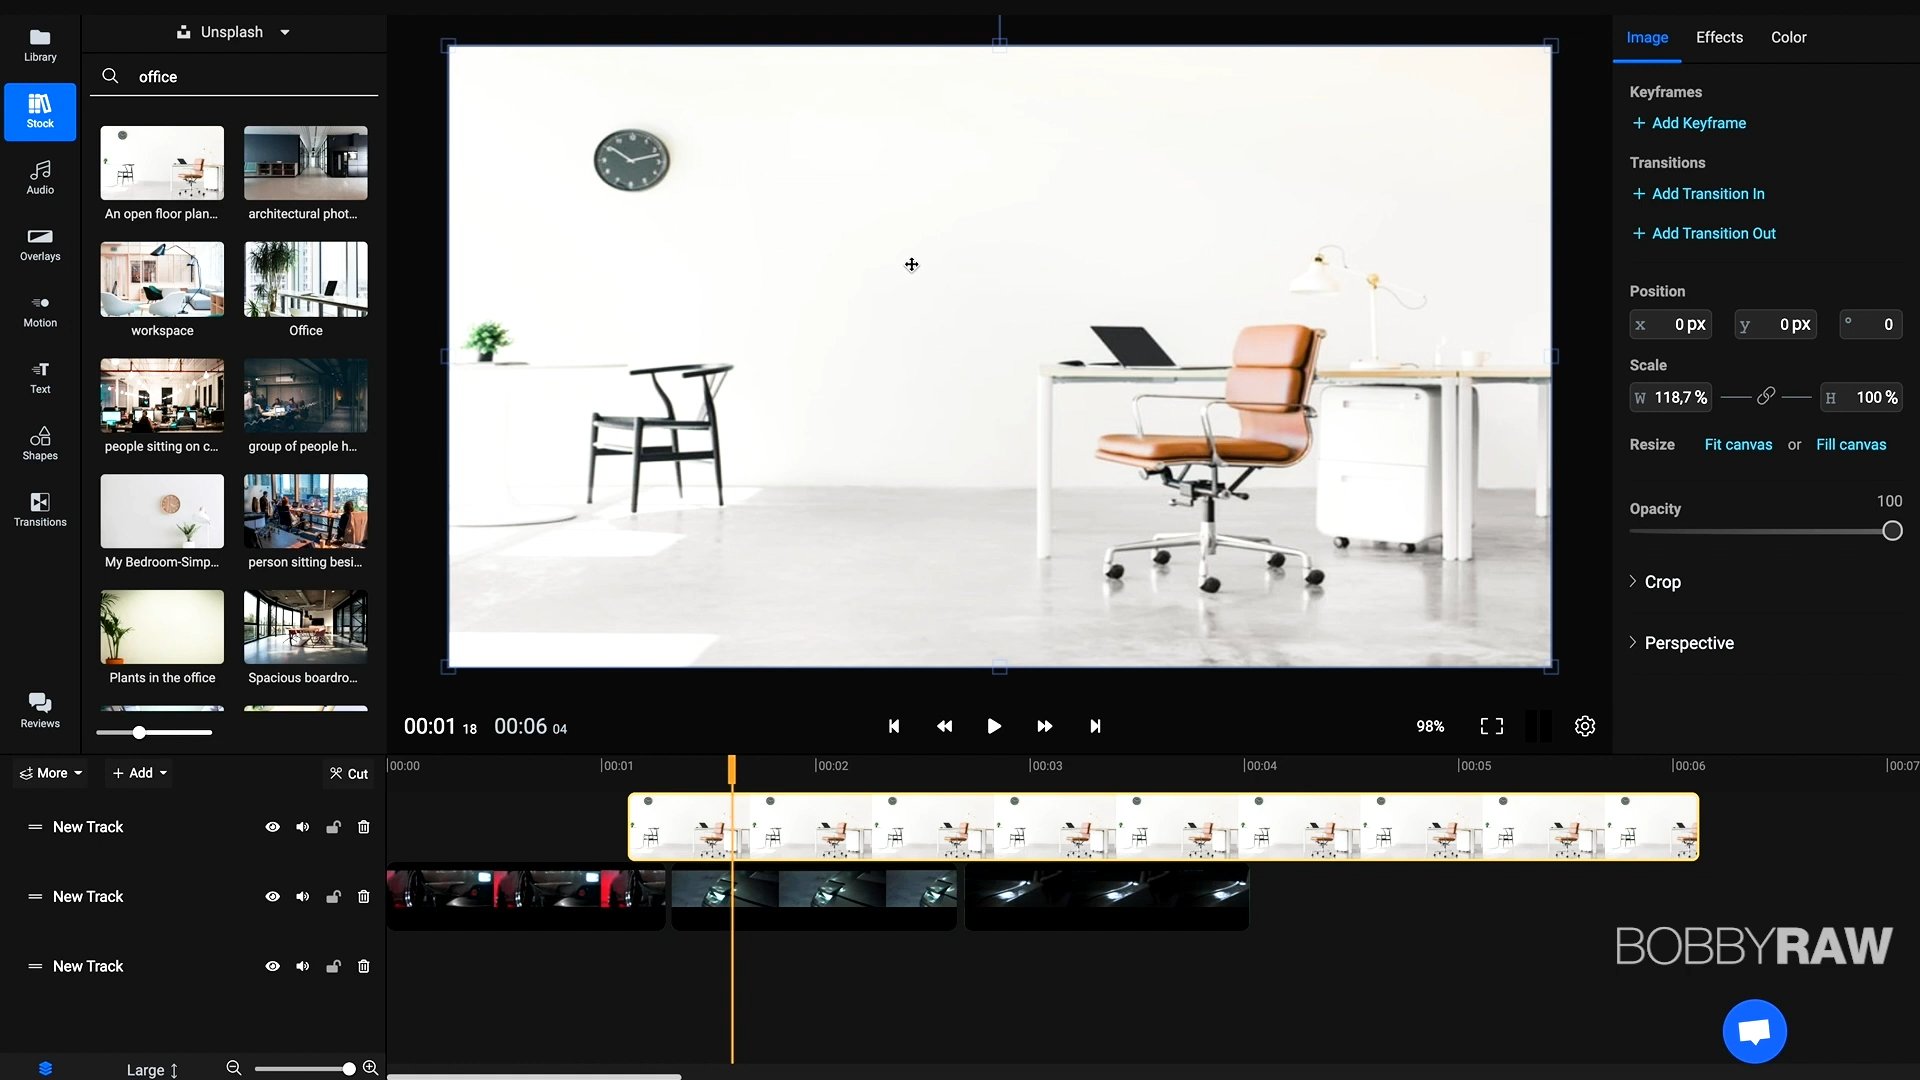 Library
Stock
Audio
Overlays
Motion
Text
Shapes
Transitions
Reviews
Unsplash
office
An open floor plan...
architectural phot...
workspace
Office
people sitting on c...
group of people h...
My Bedroom-Simp...
person sitting besi...
Plants in the office
Spacious boardro...
Image Effects Color
Keyframes
+ Add Keyframe
Transitions
+ Add Transition In
+ Add Transition Out
Position
x 0 px y 0 px ° 0
Scale
W 118,7 % H 100 %
Resize Fit canvas or Fill canvas
Opacity 100
Crop
Perspective
00:01 18 00:06 04
98%
More + Add Cut
00:00 00:01 00:02 00:03 00:04 00:05 00:06 00:07
New Track
New Track
New Track
BOBBYRAW
Large